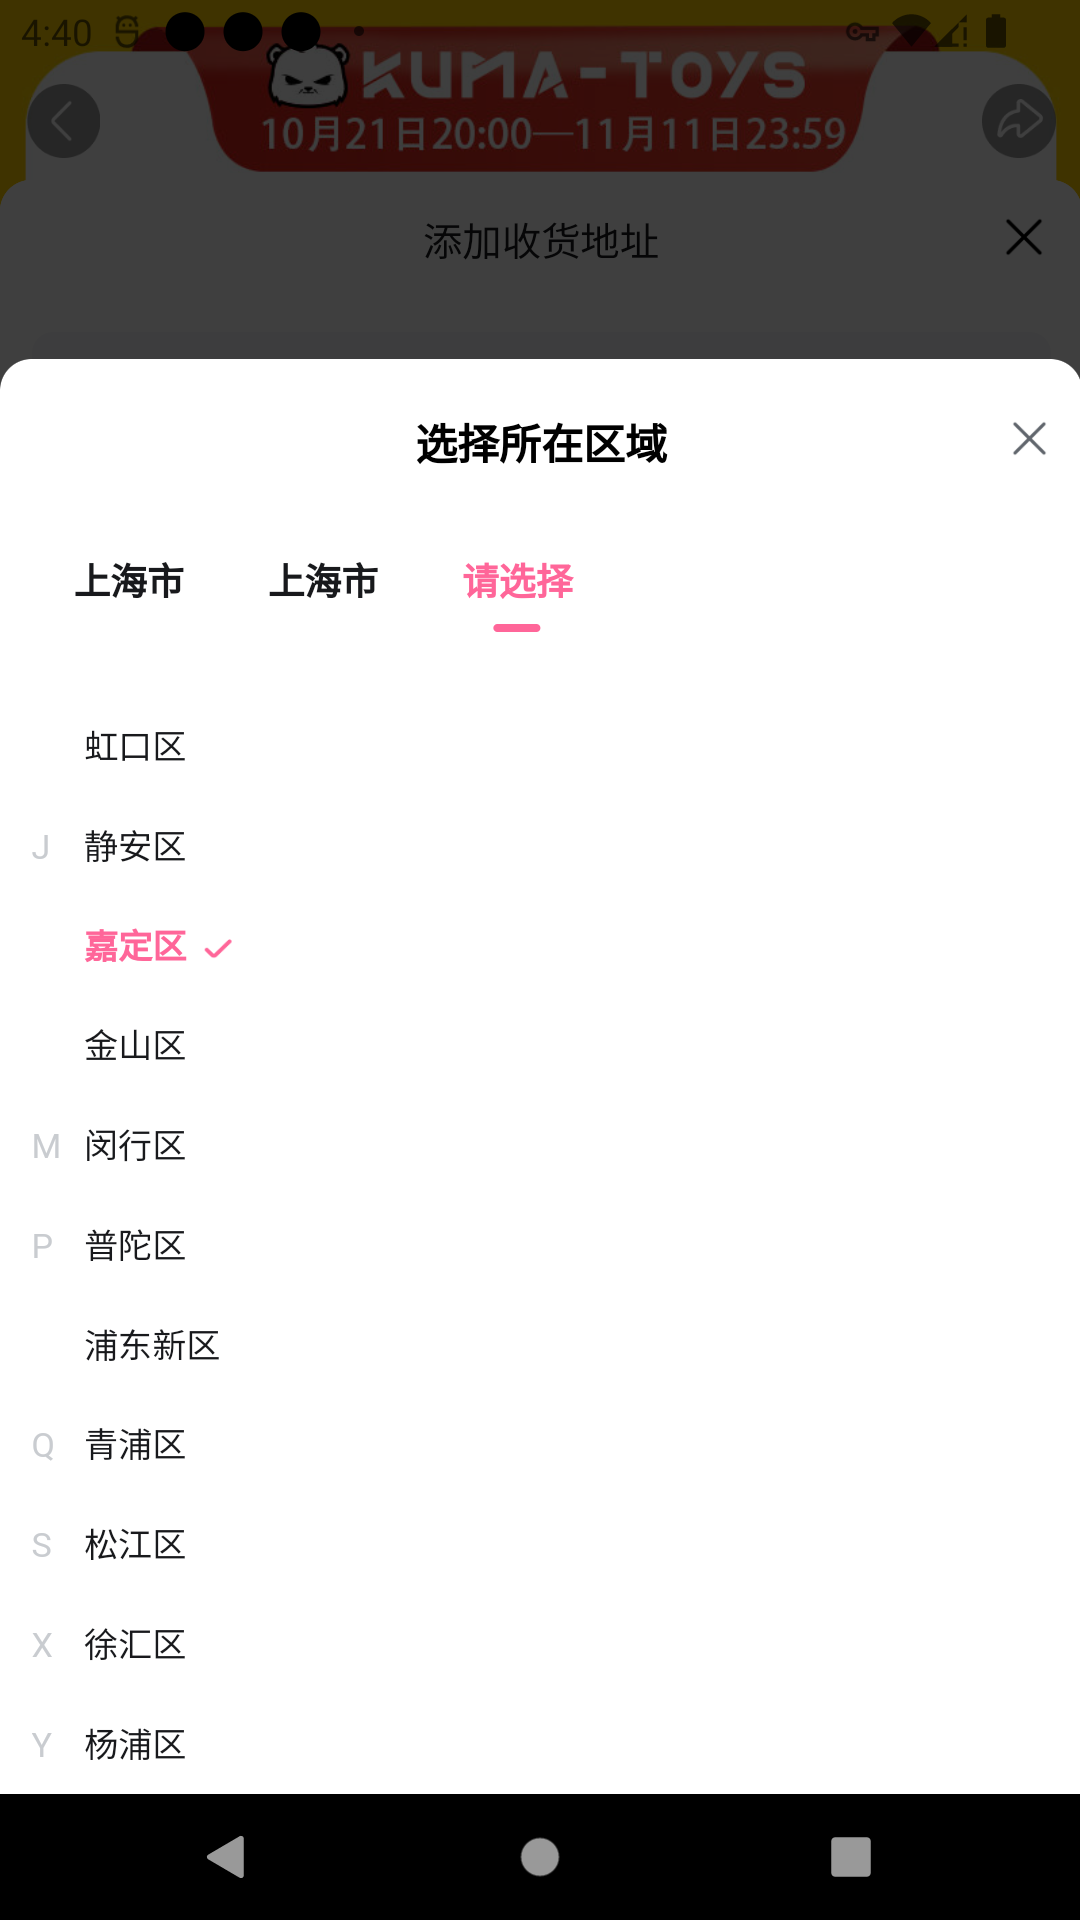 4:40
KUMA-TOYS
10月21日20:00—11月11日23:59
添加收货地址
选择所在区域
上海市 上海市 请选择
虹口区
J 静安区
嘉定区
金山区
M 闵行区
P 普陀区
浦东新区
Q 青浦区
S 松江区
X 徐汇区
Y 杨浦区